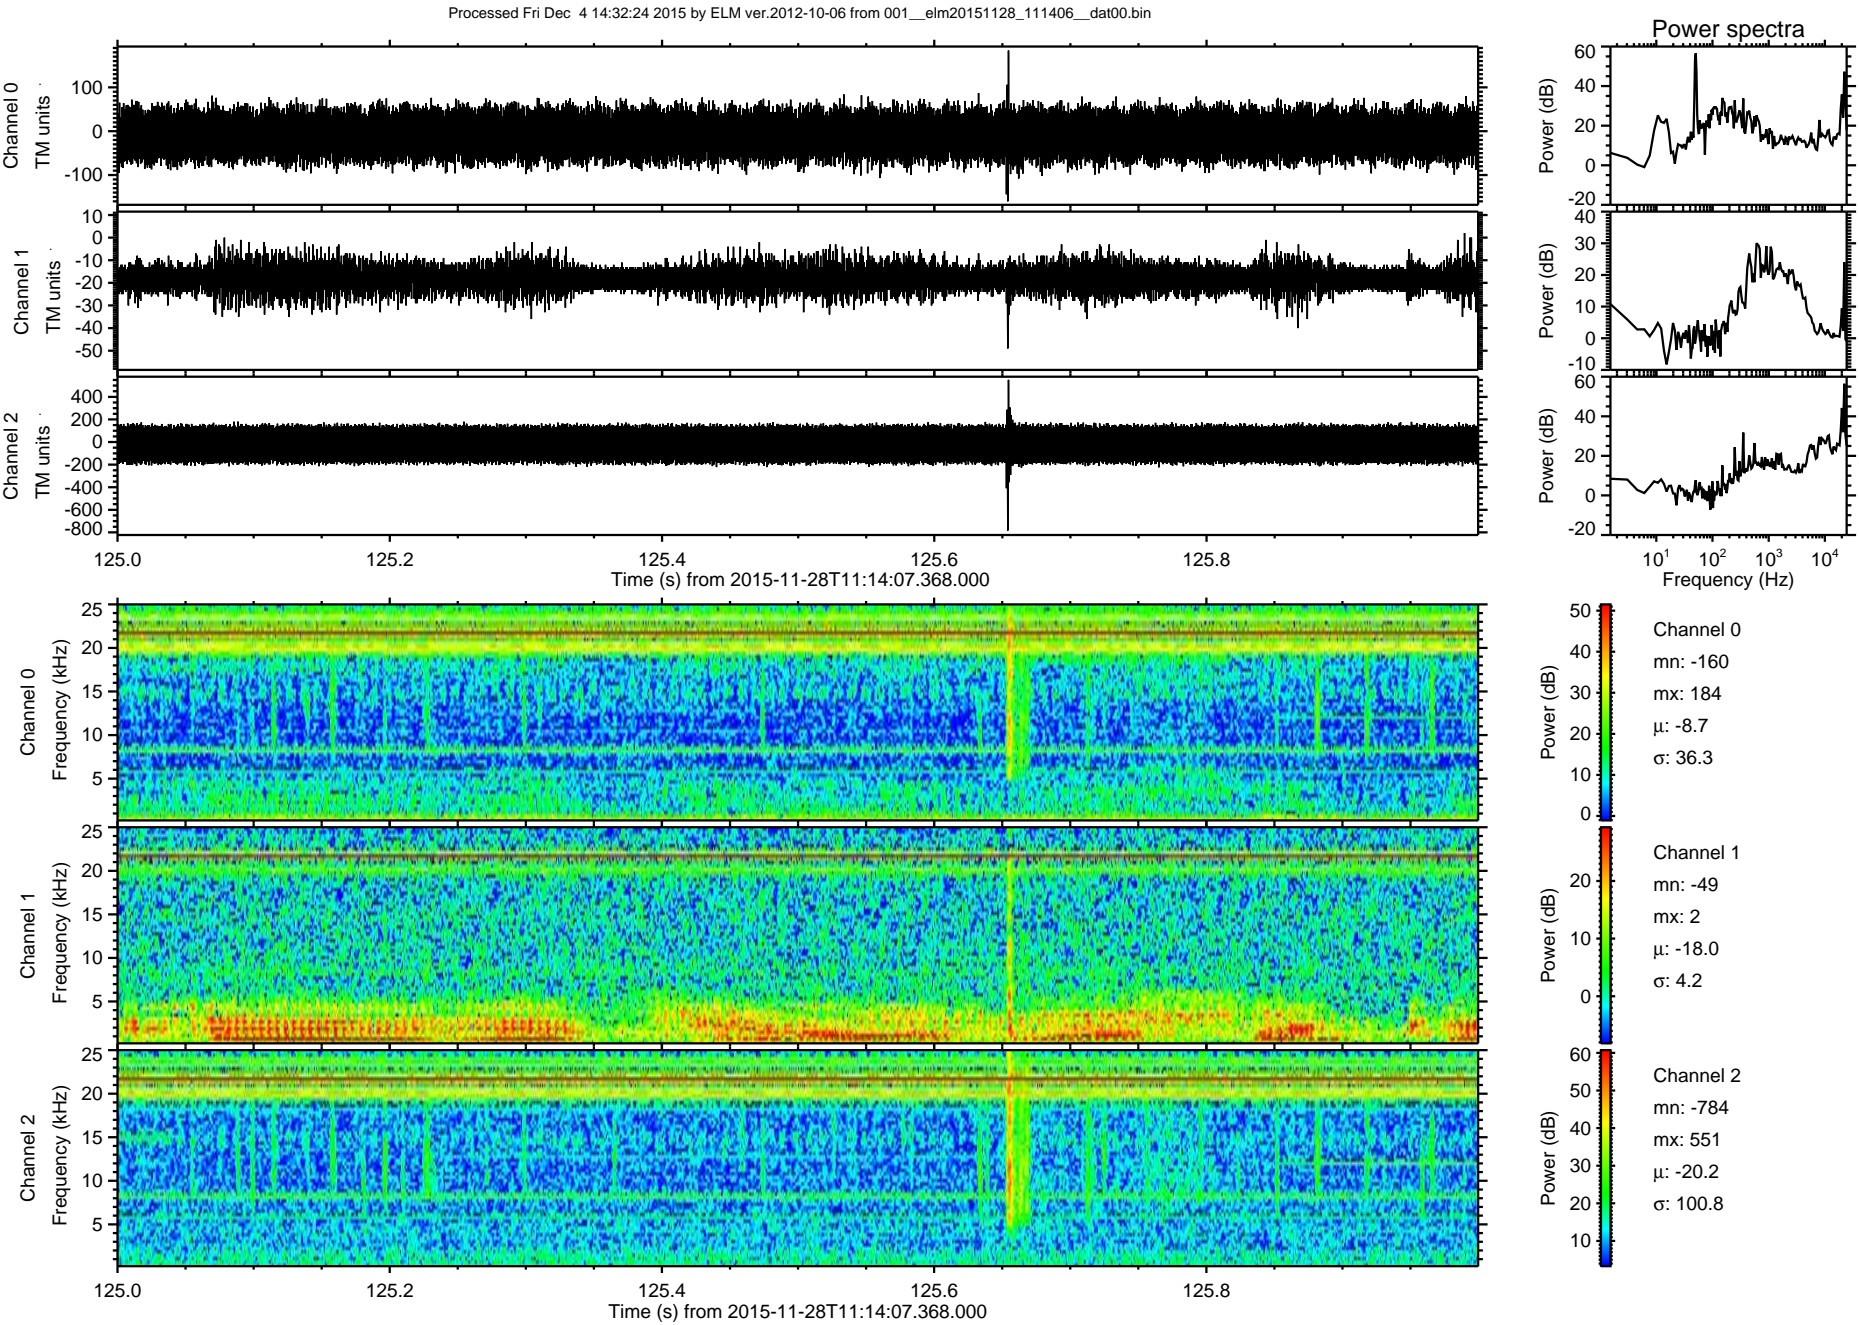 Processed Fri Dec  4 14:32:24 2015 by ELM ver.2012-10-06 from 001__elm20151128_111406__dat00.bin
Power spectra
Channel 0
TM units
100
0
-100
Power (dB)
60
40
20
0
-20
Channel 1
TM units
10
0
-10
-20
-30
-40
-50
Power (dB)
40
30
20
10
0
-10
Channel 2
TM units
400
200
0
-200
-400
-600
-800
Power (dB)
60
40
20
0
-20
125.0 125.2 125.4 125.6 125.8
Time (s) from 2015-11-28T11:14:07.368.000
10¹ 10² 10³ 10⁴
Frequency (Hz)
Channel 0
Frequency (kHz)
25
20
15
10
5
Power (dB)
50
40
30
20
10
0
Channel 0
mn: -160
mx: 184
μ: -8.7
σ: 36.3
Channel 1
Frequency (kHz)
25
20
15
10
5
Power (dB)
20
10
0
Channel 1
mn: -49
mx: 2
μ: -18.0
σ: 4.2
Channel 2
Frequency (kHz)
25
20
15
10
5
Power (dB)
60
50
40
30
20
10
Channel 2
mn: -784
mx: 551
μ: -20.2
σ: 100.8
125.0 125.2 125.4 125.6 125.8
Time (s) from 2015-11-28T11:14:07.368.000